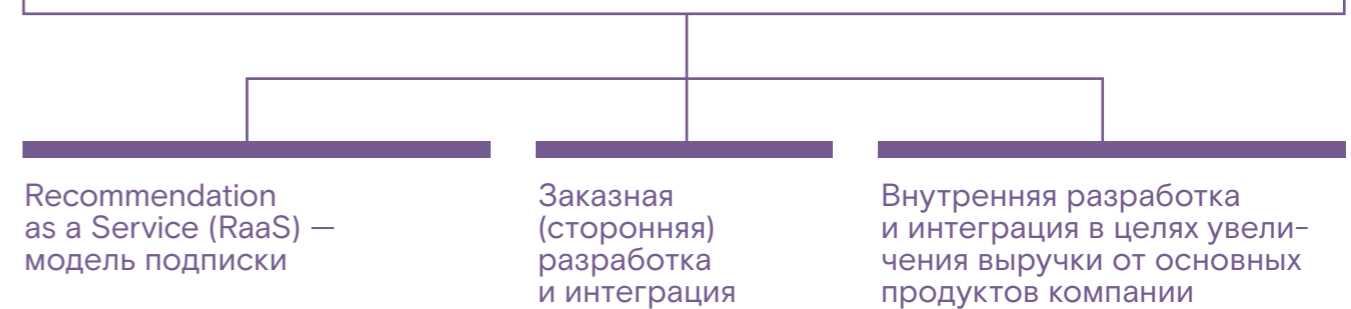 Recommendation
as a Service (RaaS) —
модель подписки
Заказная
(сторонняя)
разработка
и интеграция
Внутренняя разработка
и интеграция в целях увели-
чения выручки от основных
продуктов компании